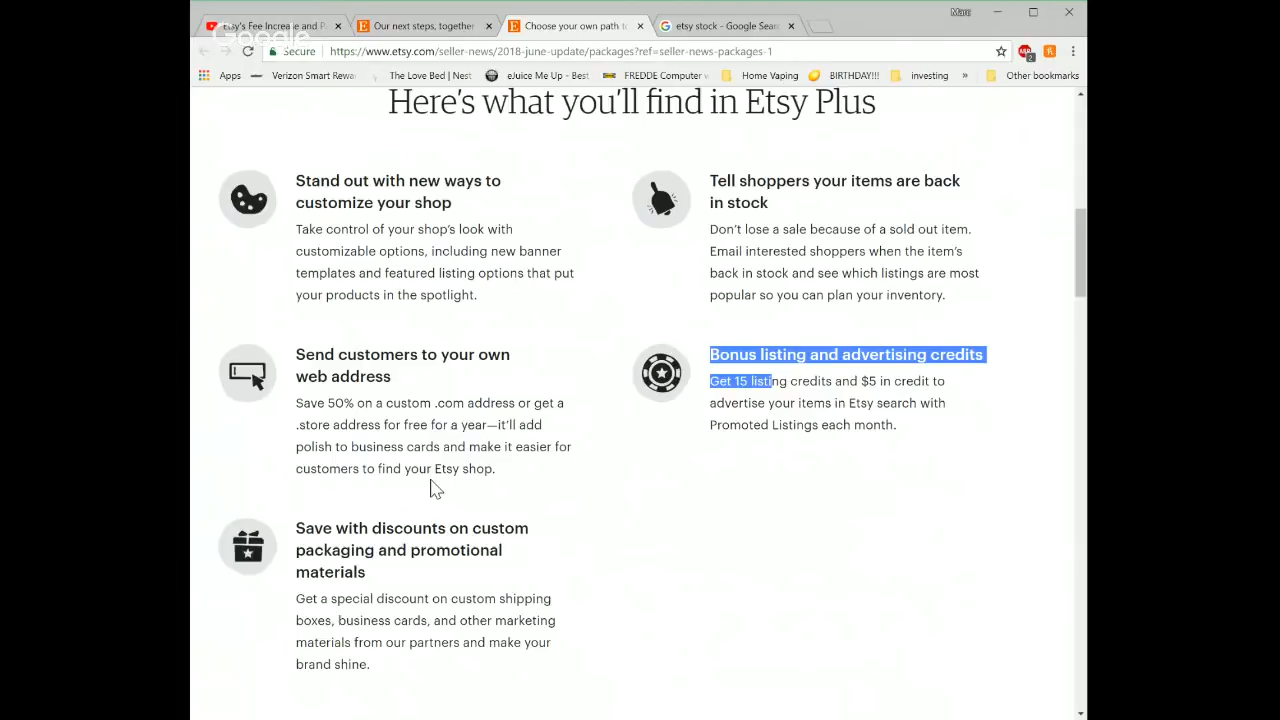 Marc
Etsy's Fee Increase and P
Our next steps, together
Choose your own path to
etsy stock - Google Sear
Google
Secure
https://www.etsy.com/seller-news/2018-june-update/packages?ref=seller-news-packages-1
2
Apps
Verizon Smart Rewar
The Love Bed | Nest
eJuice Me Up - Best
FREDDE Computer w
Home Vaping
BIRTHDAY!!!
investing
»
Other bookmarks
Here's what you'll find in Etsy Plus
Stand out with new ways to
customize your shop
Take control of your shop's look with
customizable options, including new banner
templates and featured listing options that put
your products in the spotlight.
Tell shoppers your items are back
in stock
Don't lose a sale because of a sold out item.
Email interested shoppers when the item's
back in stock and see which listings are most
popular so you can plan your inventory.
Send customers to your own
web address
Save 50% on a custom .com address or get a
.store address for free for a year—it'll add
polish to business cards and make it easier for
customers to find your Etsy shop.
Bonus listing and advertising credits
Get 15 listing credits and $5 in credit to
advertise your items in Etsy search with
Promoted Listings each month.
Save with discounts on custom
packaging and promotional
materials
Get a special discount on custom shipping
boxes, business cards, and other marketing
materials from our partners and make your
brand shine.